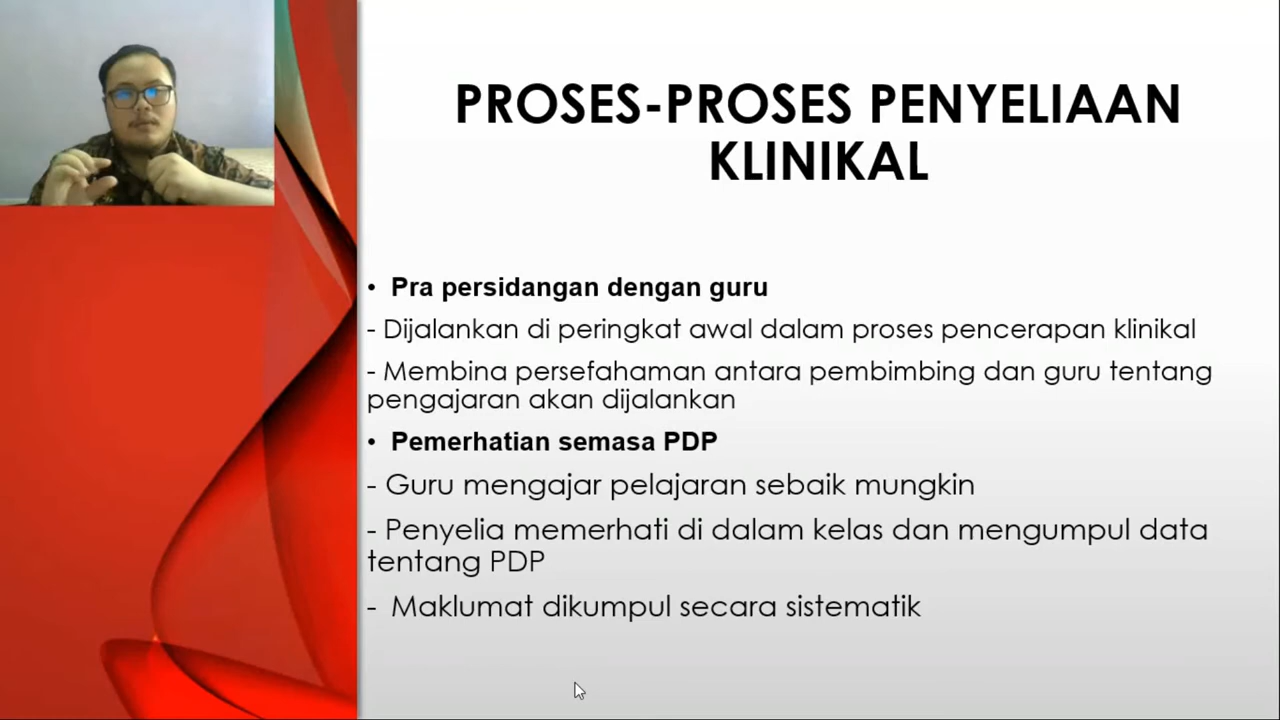 PROSES-PROSES PENYELIAAN
KLINIKAL
• Pra persidangan dengan guru
- Dijalankan di peringkat awal dalam proses pencerapan klinikal
- Membina persefahaman antara pembimbing dan guru tentang
pengajaran akan dijalankan
• Pemerhatian semasa PDP
- Guru mengajar pelajaran sebaik mungkin
- Penyelia memerhati di dalam kelas dan mengumpul data
tentang PDP
- Maklumat dikumpul secara sistematik